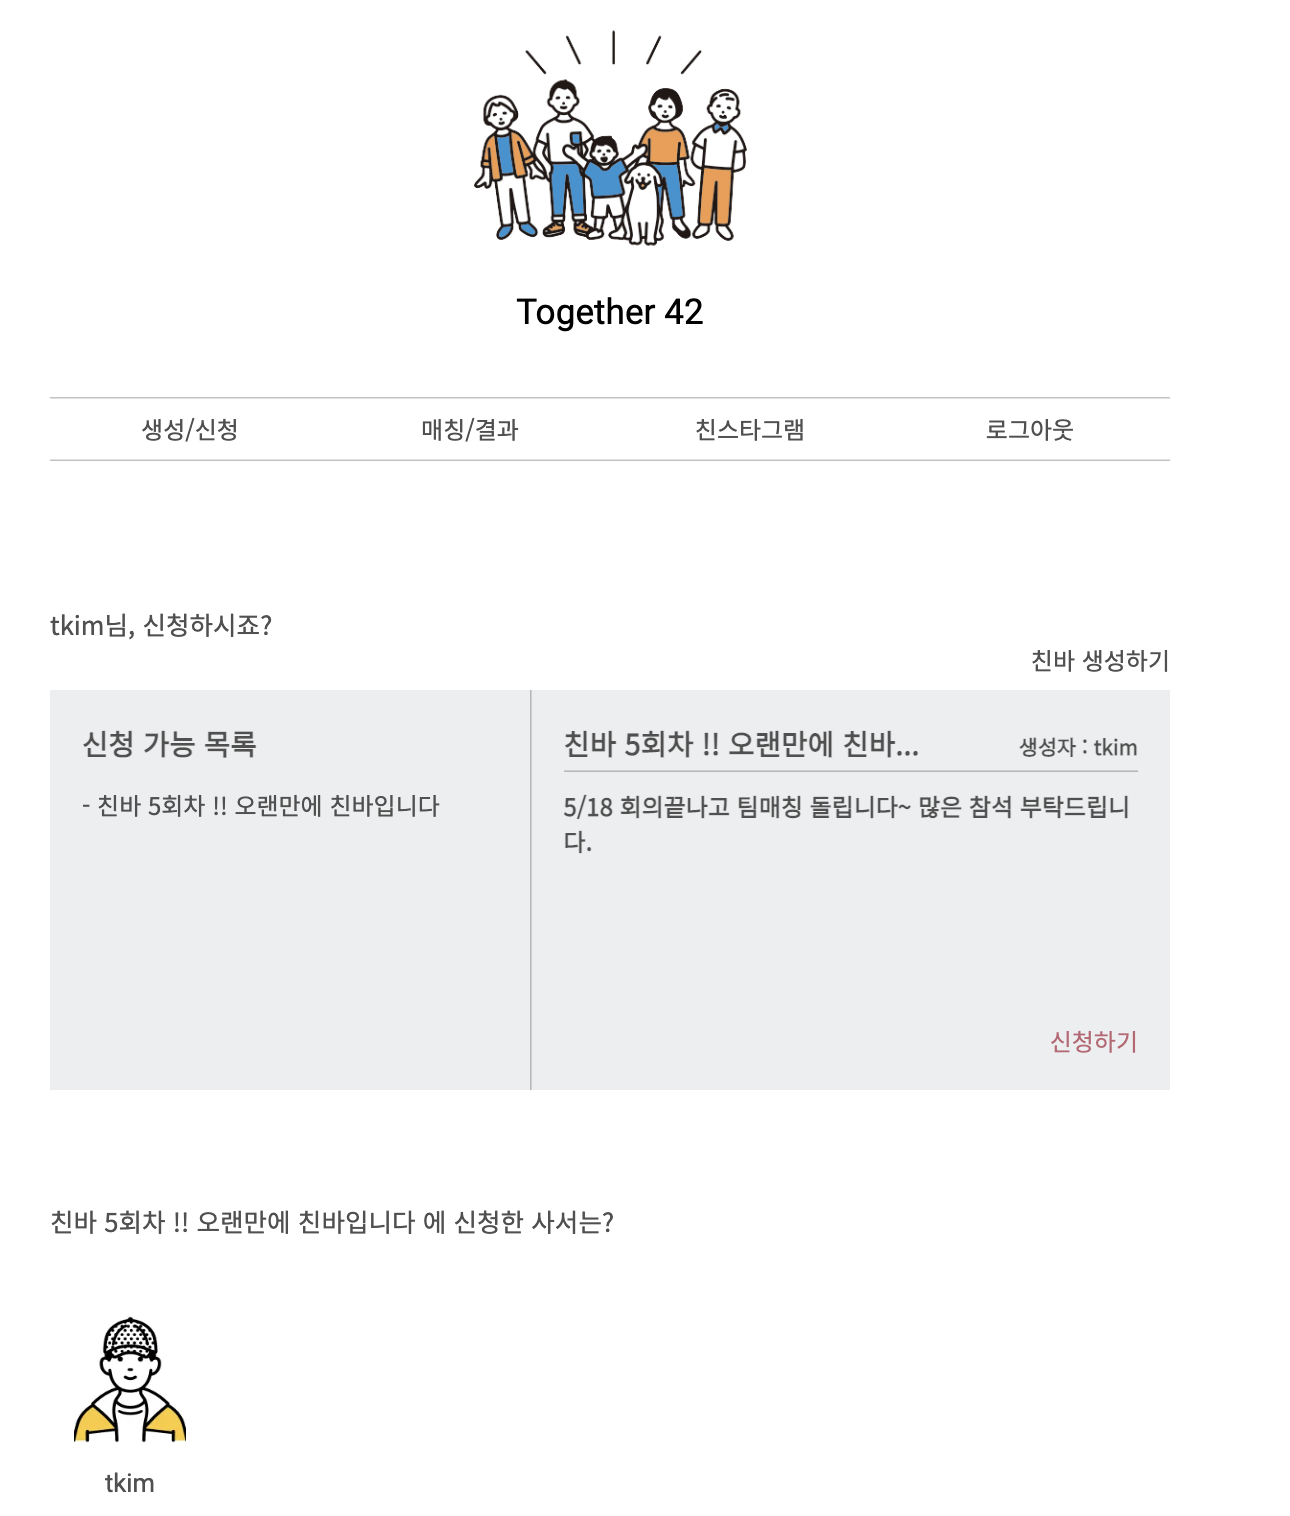 Together 42
생성/신청
매칭/결과
친스타그램
로그아웃
tkim님, 신청하시죠?
친바 생성하기
신청 가능 목록
- 친바 5회차 !! 오랜만에 친바입니다
친바 5회차 !! 오랜만에 친바...
생성자 : tkim
5/18 회의끝나고 팀매칭 돌립니다~ 많은 참석 부탁드립니
다.
신청하기
친바 5회차 !! 오랜만에 친바입니다 에 신청한 사서는?
tkim